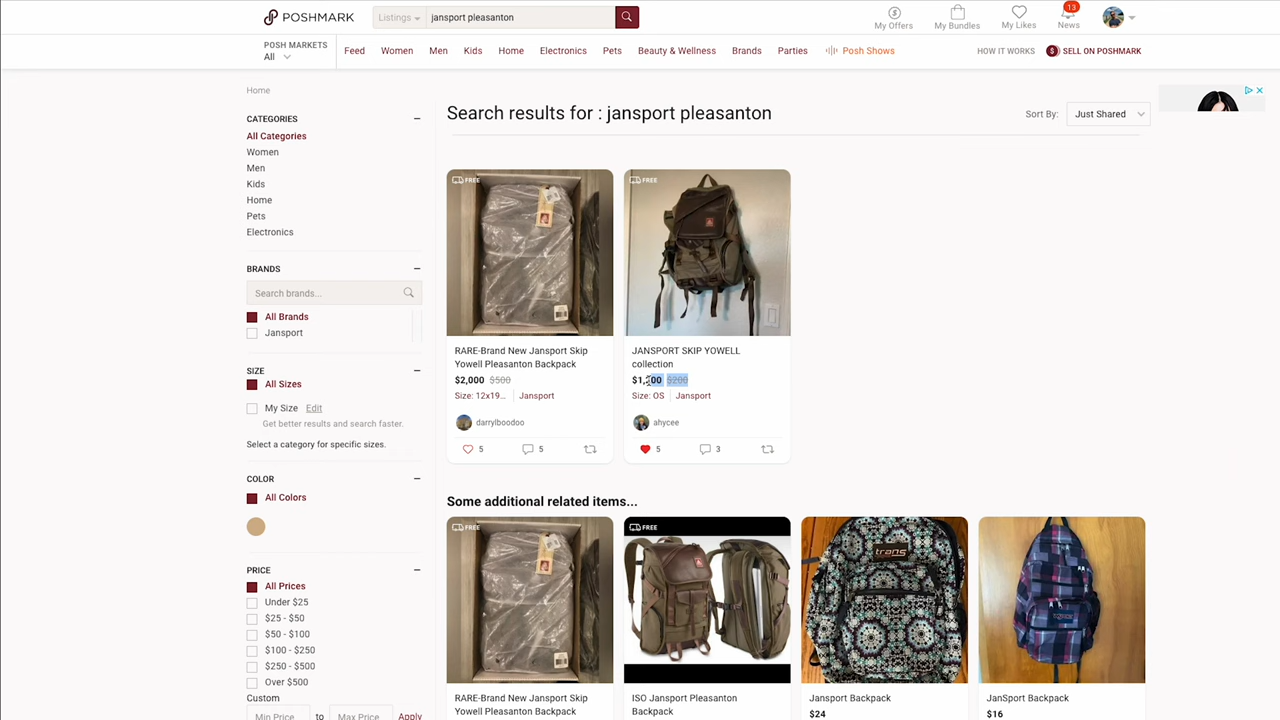 POSHMARK
Listings
jansport pleasanton
My Offers
My Bundles
My Likes
13
News
POSH MARKETS
All
Feed
Women
Men
Kids
Home
Electronics
Pets
Beauty & Wellness
Brands
Parties
Posh Shows
HOW IT WORKS
$ SELL ON POSHMARK
Home
CATEGORIES
All Categories
Women
Men
Kids
Home
Pets
Electronics
BRANDS
Search brands...
All Brands
Jansport
SIZE
All Sizes
My Size Edit
Get better results and search faster.
Select a category for specific sizes.
COLOR
All Colors
PRICE
All Prices
Under $25
$25 - $50
$50 - $100
$100 - $250
$250 - $500
Over $500
Custom
Min Price to Max Price Apply
Search results for : jansport pleasanton
Sort By: Just Shared
FREE
RARE-Brand New Jansport Skip
Yowell Pleasanton Backpack
$2,000 $500
Size: 12x19... Jansport
darrylboodoo
5 5
FREE
JANSPORT SKIP YOWELL
collection
$200
Size: OS Jansport
ahycee
5 3
Some additional related items...
FREE
RARE-Brand New Jansport Skip
Yowell Pleasanton Backpack
FREE
ISO Jansport Pleasanton
Backpack
trans
Jansport Backpack
$24
JanSport Backpack
$16